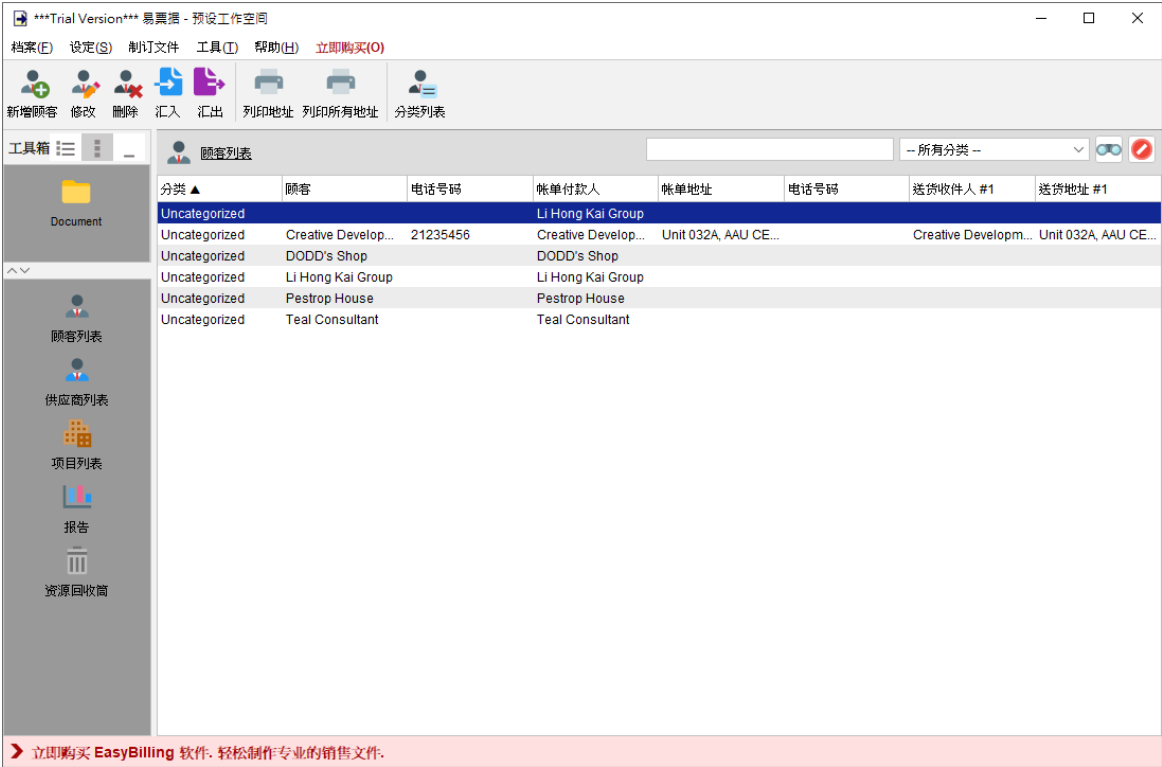 ***Trial Version*** 易票据 - 预设工作空间
档案(F) 设定(S) 制订文件 工具(T) 帮助(H) 立即购买(O)
新增顾客 修改 删除 汇入 汇出 列印地址 列印所有地址 分类列表
工具箱
Document
顾客列表
供应商列表
项目列表
报告
资源回收筒
顾客列表 -- 所有分类 --
分类▲ 顾客 电话号码 帐单付款人 帐单地址 电话号码 送货收件人 #1 送货地址 #1
Uncategorized Li Hong Kai Group
Uncategorized Creative Develop... 21235456 Creative Develop... Unit 032A, AAU CE... Creative Developm... Unit 032A, AAU CE...
Uncategorized DODD's Shop DODD's Shop
Uncategorized Li Hong Kai Group Li Hong Kai Group
Uncategorized Pestrop House Pestrop House
Uncategorized Teal Consultant Teal Consultant
立即购买 EasyBilling 软件. 轻松制作专业的销售文件.